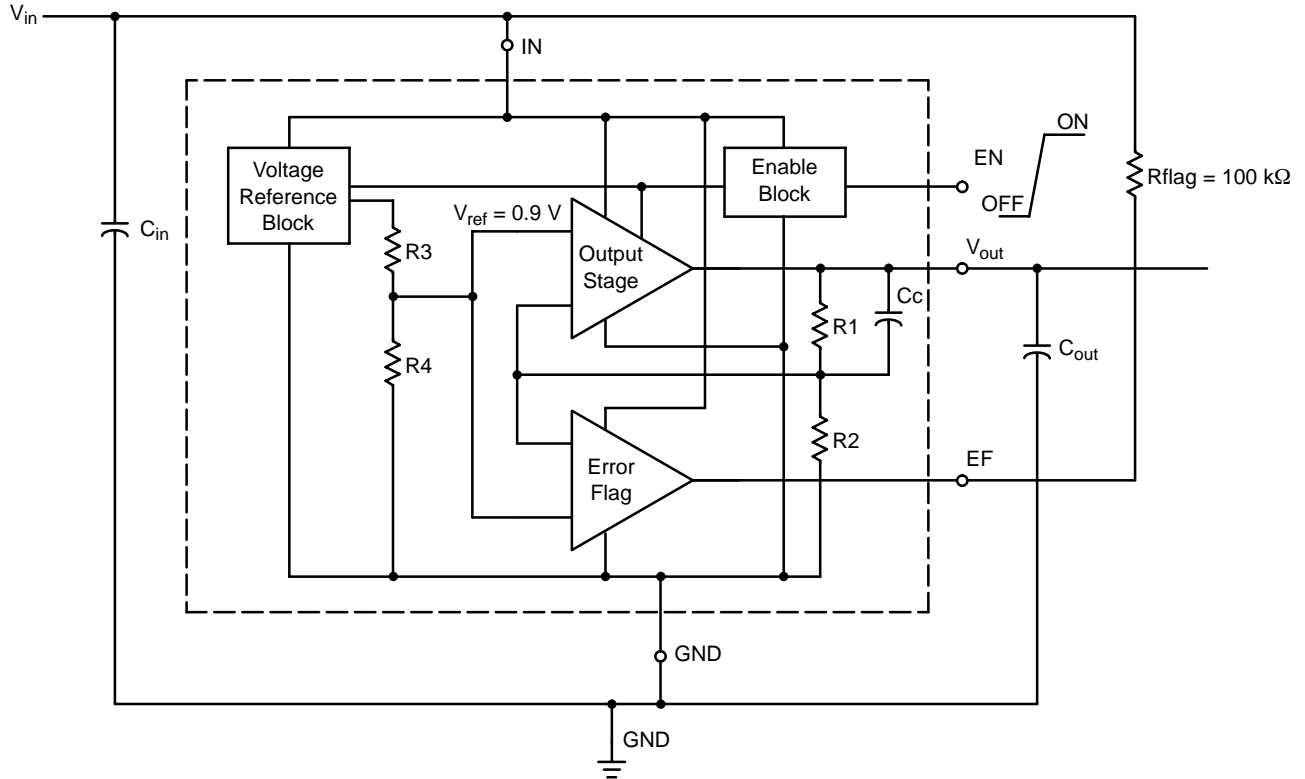 Vin
IN
Voltage
Reference
Block
Enable
Block
EN
ON
OFF
Rflag = 100 kΩ
Cin
R3
Vref = 0.9 V
Output
Stage
Vout
Cc
R1
R4
Cout
R2
Error
Flag
EF
GND
GND